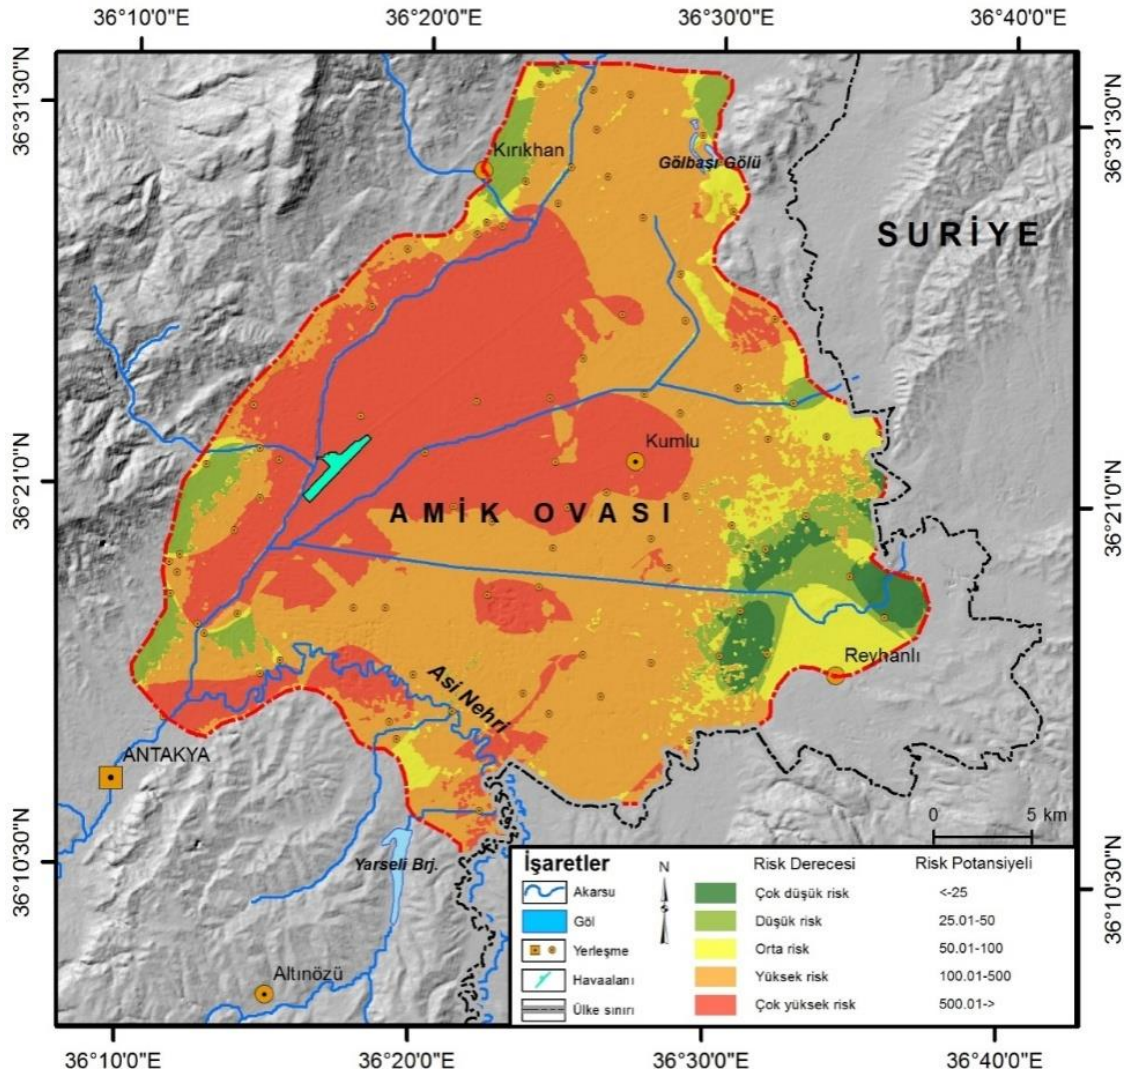 36°10'0"E 36°20'0"E 36°30'0"E 36°40'0"E
36°31'30"N
36°31'30"N
Kırıkhan
Gölbaşı Gölü
SURİYE
Kumlu
36°21'0"N
36°21'0"N
AMİK OVASI
Reyhanlı
Asi Nehri
ANTAKYA
0 5 km
36°10'30"N
36°10'30"N
Yarseli Brj.
Altınözü
İşaretler
N
Akarsu
Göl
Yerleşme
Havaalanı
Ülke sınırı
Risk Derecesi Risk Potansiyeli
Çok düşük risk <-25
Düşük risk 25.01-50
Orta risk 50.01-100
Yüksek risk 100.01-500
Çok yüksek risk 500.01->
36°10'0"E 36°20'0"E 36°30'0"E 36°40'0"E